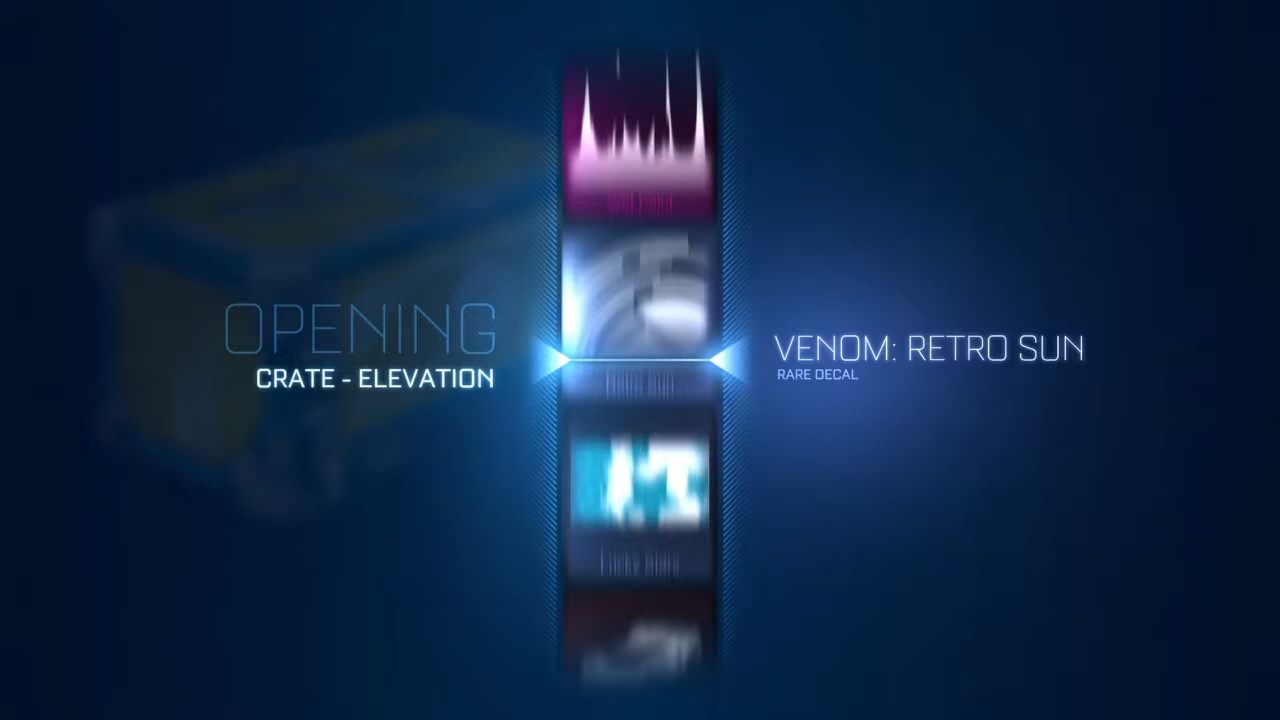 OPENING
CRATE - ELEVATION
VENOM: RETRO SUN
RARE DECAL